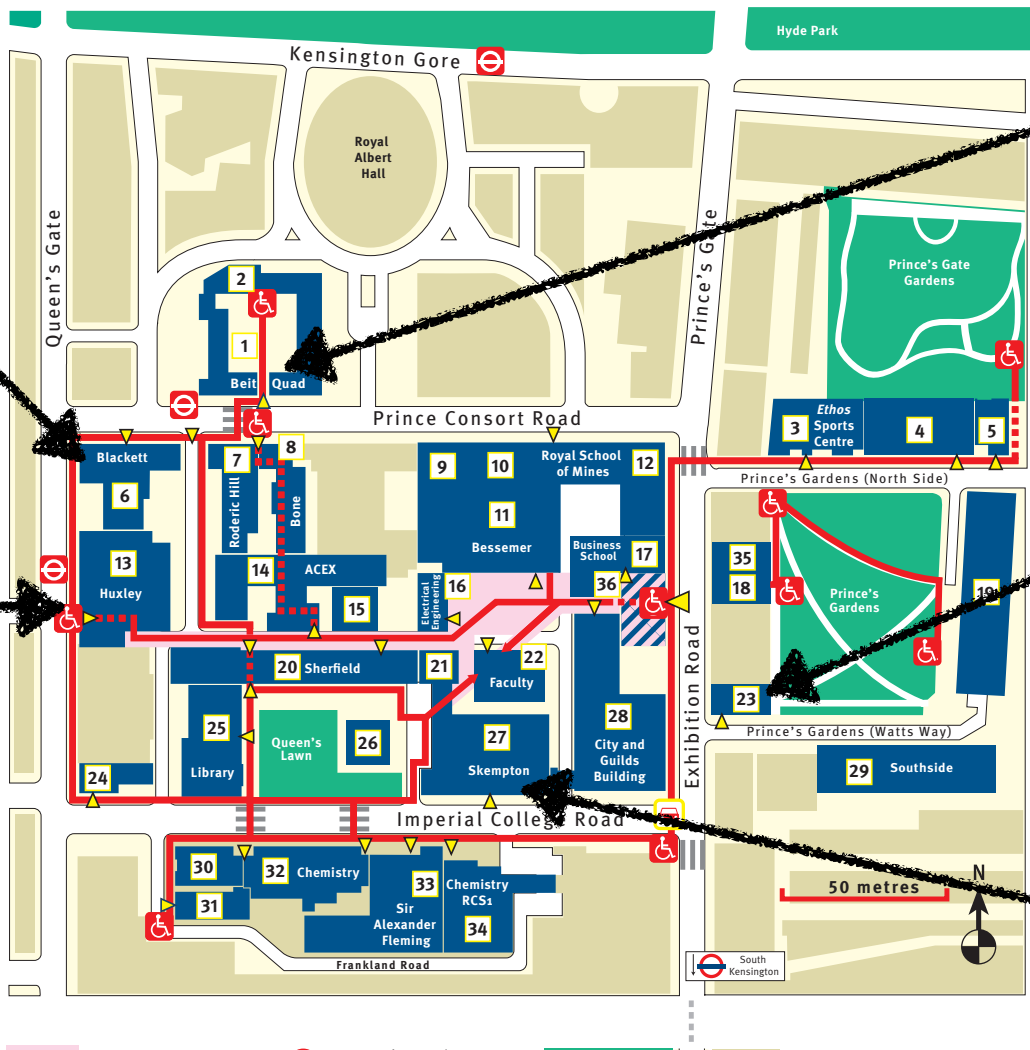 Hyde Park
Kensington Gore
Royal
Albert
Hall
Queen's Gate
Prince's Gate
Prince's Gate
Gardens
2
1
Beit Quad
Prince Consort Road
Ethos
Sports
Centre
3
4
5
Prince's Gardens (North Side)
Blackett
6
7
8
Roderic Hill
Bone
9
10
Royal School
of Mines
12
11
Bessemer
Business
School
17
36
13
Huxley
14
ACEX
15
16
Electrical
Engineering
35
18
Prince's
Gardens
19
20
Sherfield
21
22
Faculty
23
Prince's Gardens (Watts Way)
Exhibition Road
25
Library
Queen's
Lawn
26
27
Skempton
28
City and
Guilds
Building
24
29
Southside
Imperial College Road
30
31
32
Chemistry
33
Sir
Alexander
Fleming
Chemistry
RCS1
34
Frankland Road
50 metres
N
South
Kensington